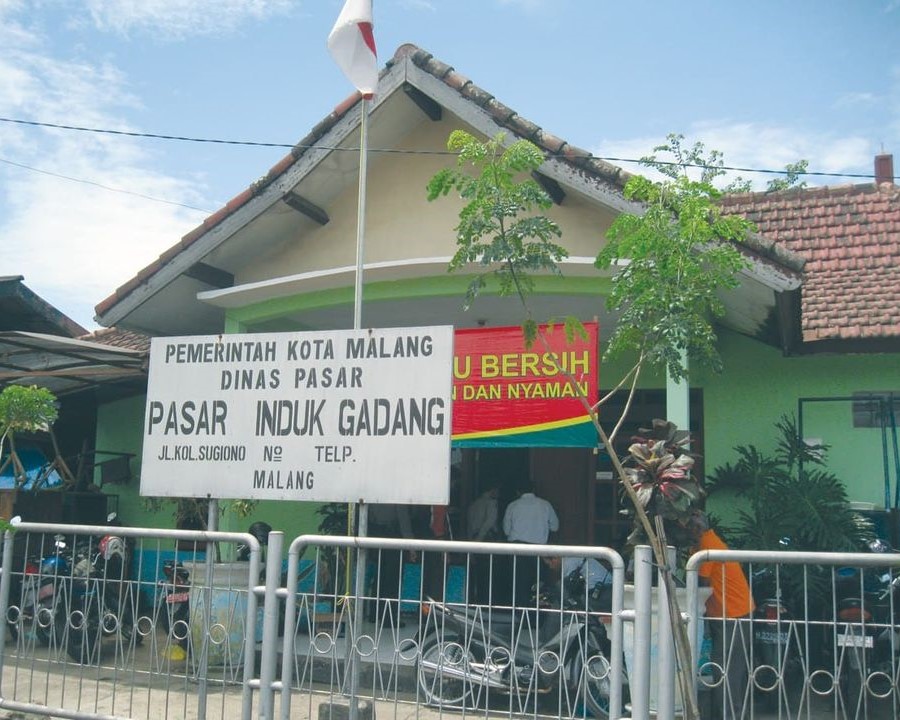 PEMERINTAH KOTA MALANG
DINAS PASAR
PASAR INDUK GADANG
JL.KOL.SUGIONO Nº TELP.
MALANG
U BERSIH
DAN NYAMAN